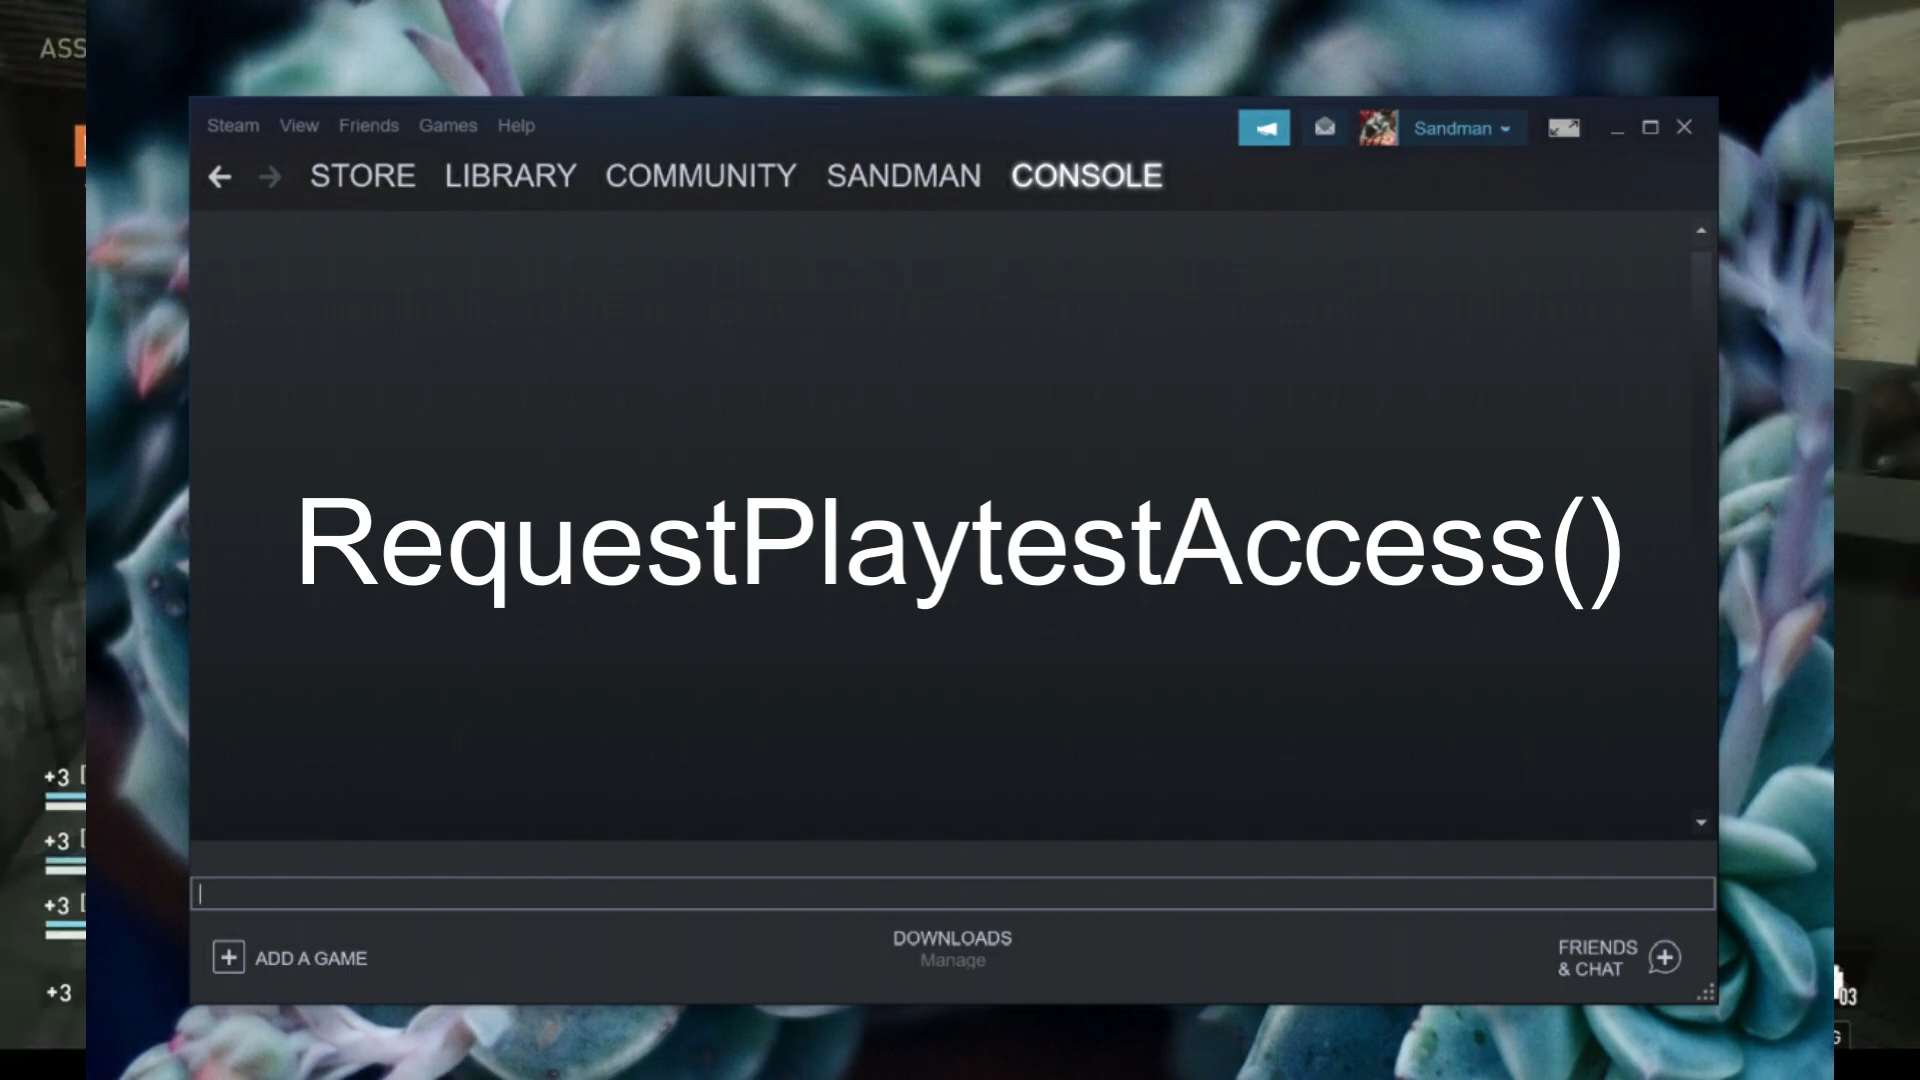 ASS
Steam View Friends Games Help
Sandman
STORE LIBRARY COMMUNITY SANDMAN CONSOLE
RequestPlaytestAccess()
+3
+3
+3
+3
ADD A GAME
DOWNLOADS
Manage
FRIENDS
& CHAT
03
G